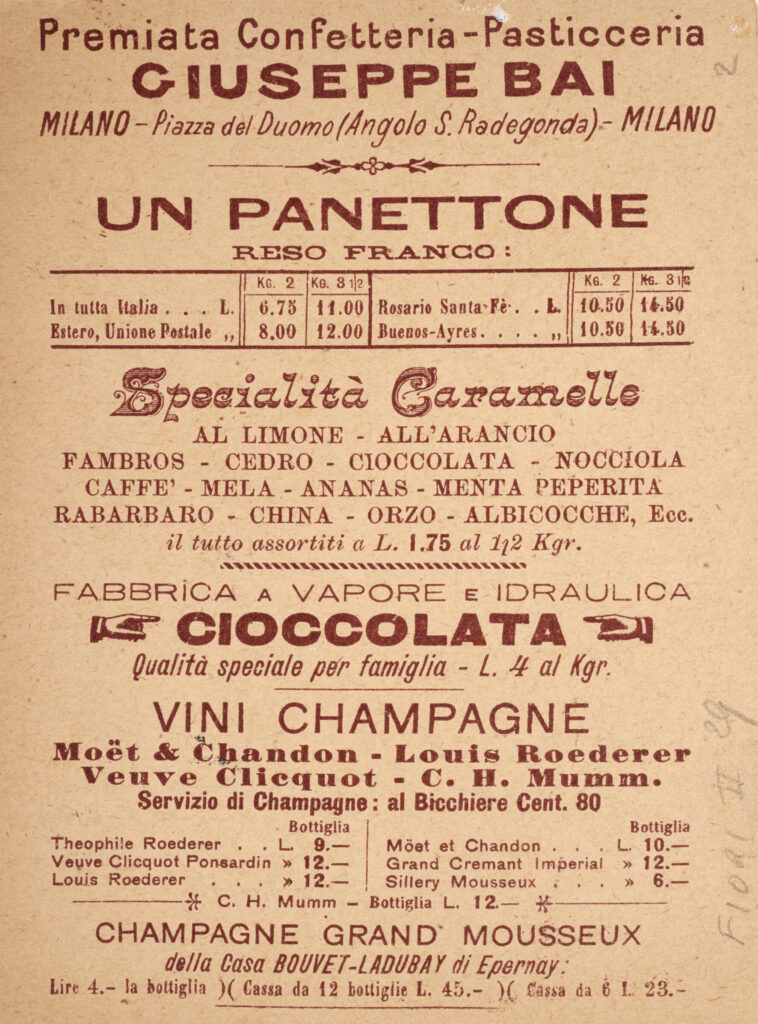 Premiata Confetteria-Pasticceria
GIUSEPPE BAI
MILANO - Piazza del Duomo (Angolo S. Radegonda) - MILANO
UN PANETTONE
RESO FRANCO:
KG. 2 KG. 3 1/2 KG. 2 KG. 3 1/2
In tutta Italia . . . L. 6.75 11.00 Rosario Santa-Fè . . L. 10.50 14.50
Estero, Unione Postale „ 8.00 12.00 Buenos-Ayres. . . . . „ 10.50 14.50
Specialità Caramelle
AL LIMONE - ALL'ARANCIO
FAMBROS - CEDRO - CIOCCOLATA - NOCCIOLA
CAFFE' - MELA - ANANAS - MENTA PEPERITA
RABARBARO - CHINA - ORZO - ALBICOCCHE, Ecc.
il tutto assortiti a L. 1.75 al 1/2 Kgr.
FABBRICA A VAPORE E IDRAULICA
CIOCCOLATA
Qualità speciale per famiglia - L. 4 al Kgr.
VINI CHAMPAGNE
Moët & Chandon - Louis Roederer
Veuve Clicquot - C. H. Mumm.
Servizio di Champagne: al Bicchiere Cent. 80
Bottiglia Bottiglia
Theophile Roederer . . L. 9.— Möet et Chandon . . . L. 10.—
Veuve Clicquot Ponsardin » 12.— Grand Cremant Imperial » 12.—
Louis Roederer . . . » 12.— Sillery Mousseux . . . » 6.—
C. H. Mumm - Bottiglia L. 12.—
CHAMPAGNE GRAND MOUSSEUX
della Casa BOUVET-LADUBAY di Epernay:
Lire 4.- la bottiglia )( Cassa da 12 bottiglie L. 45.- )( Cassa da 6 L. 23.-
2
FIORI II 29